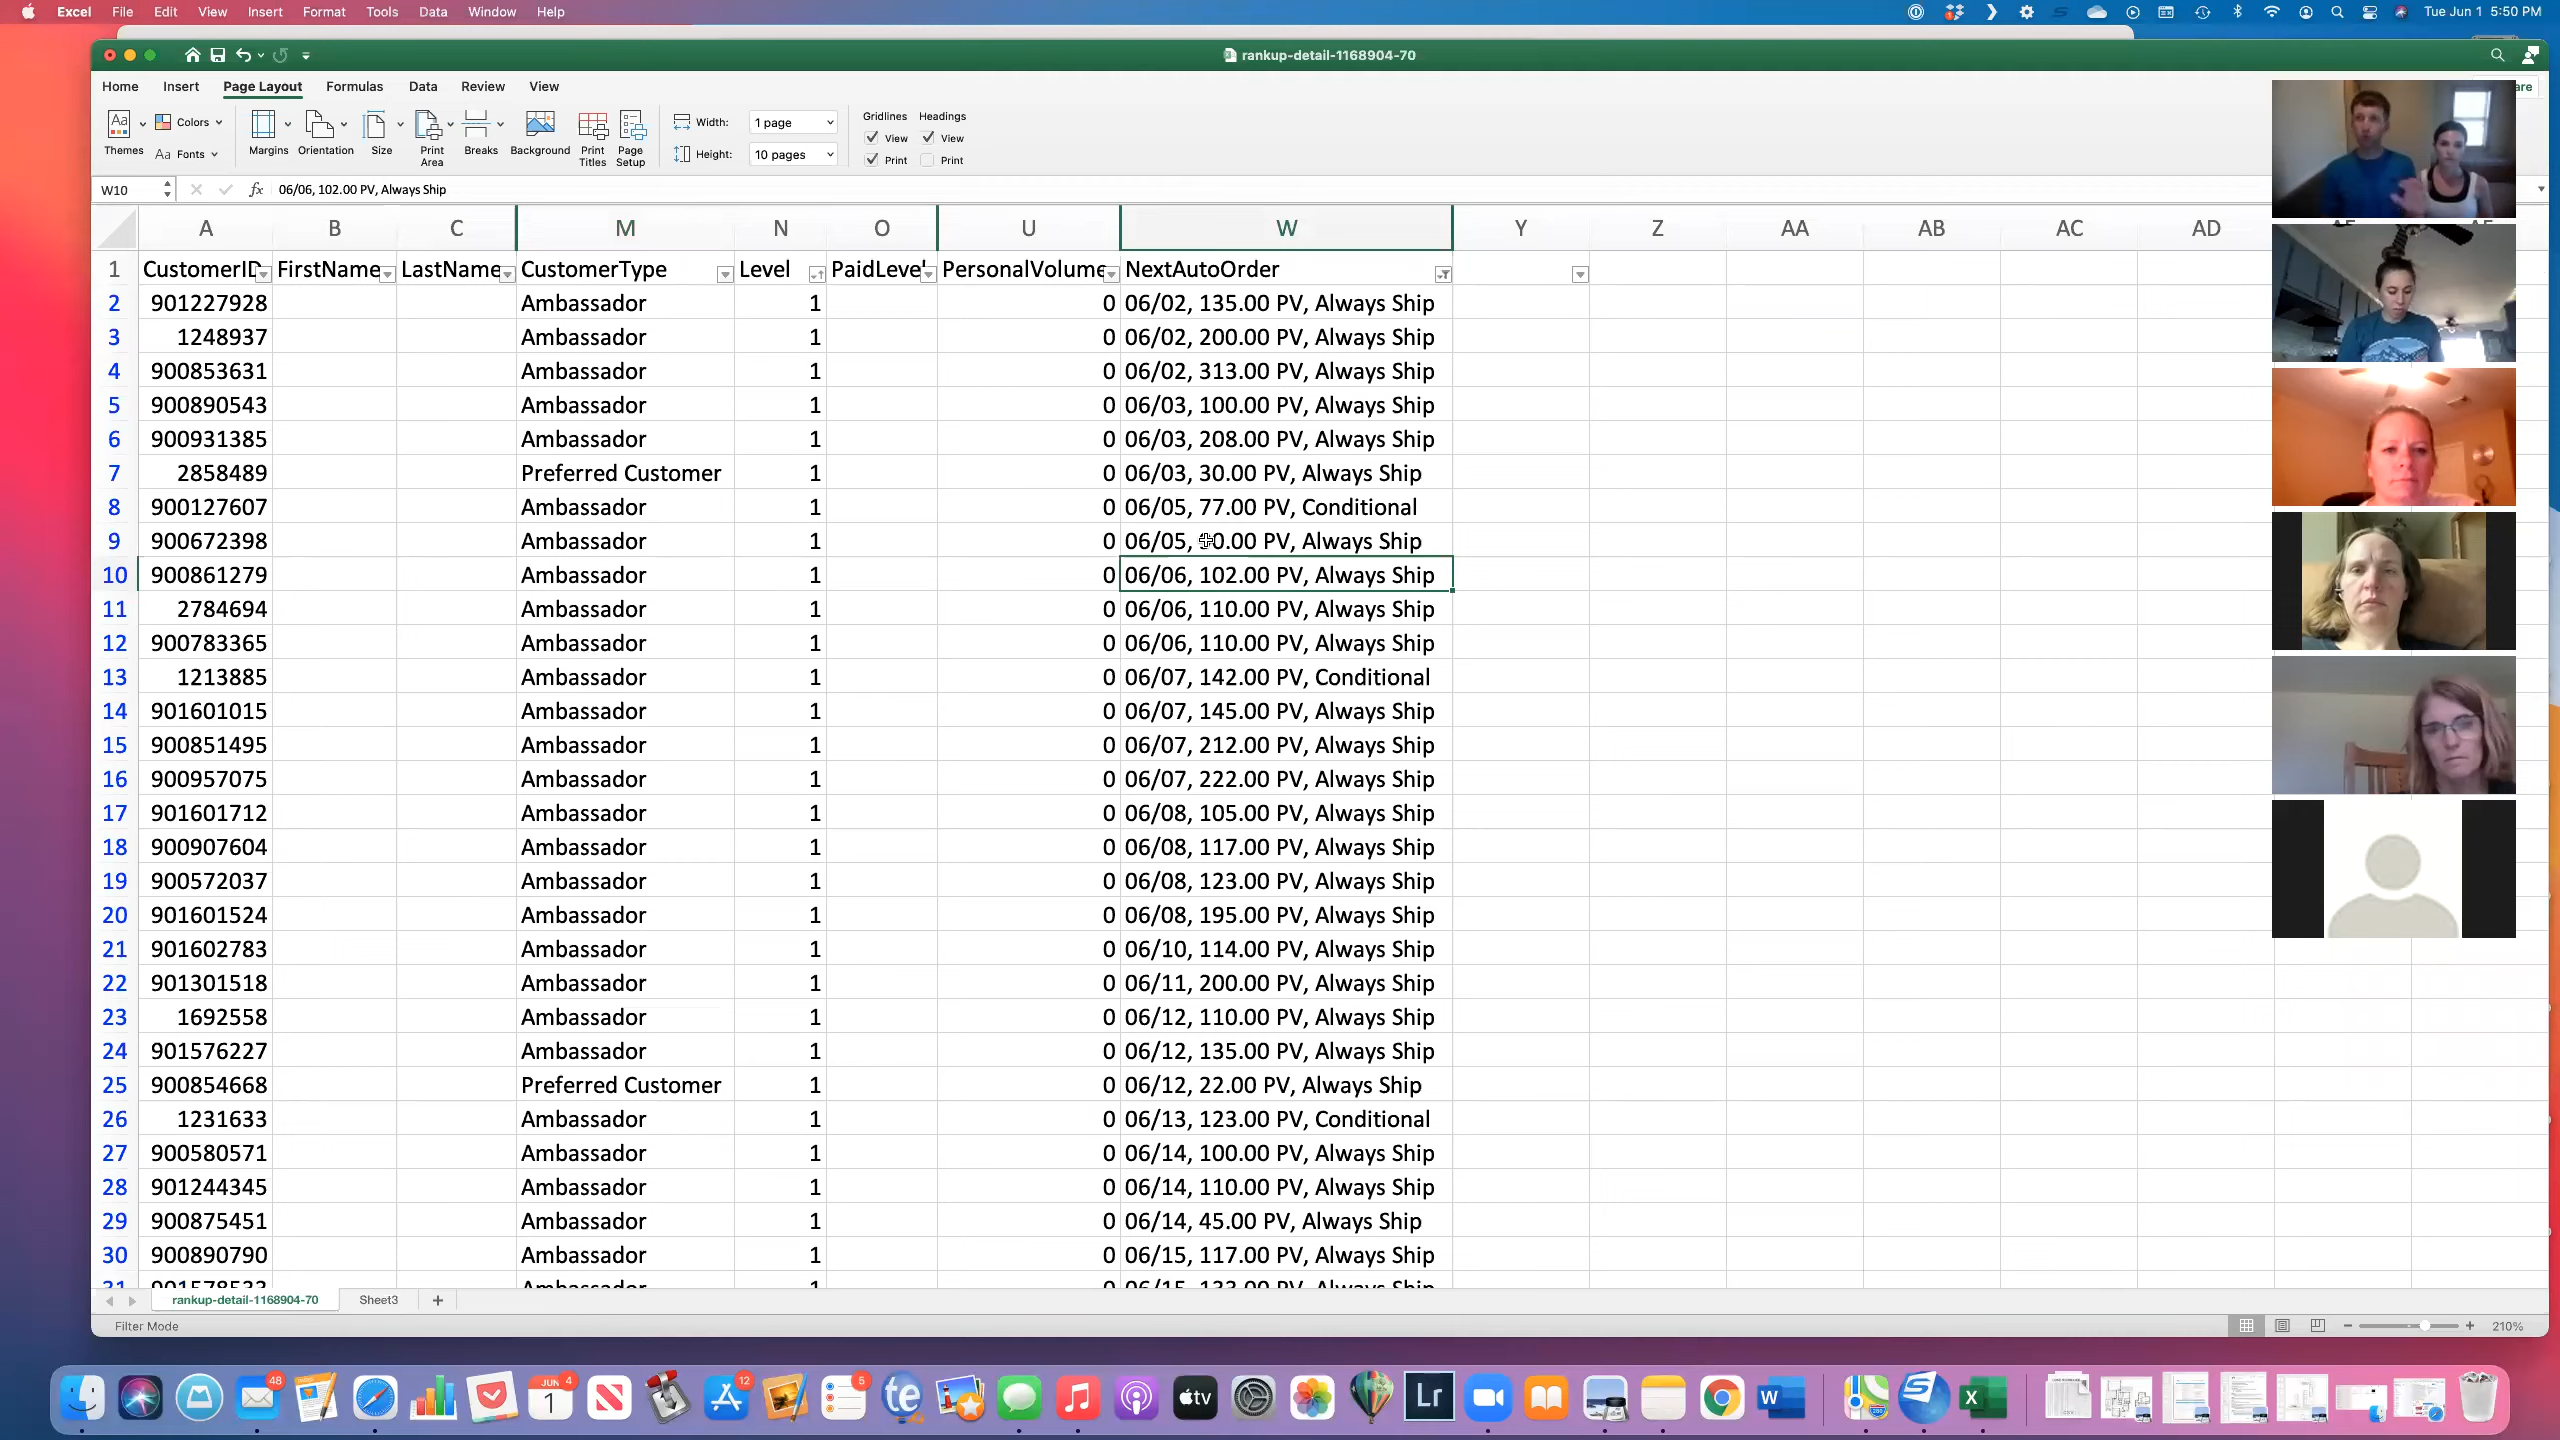 Excel File Edit View Insert Format Tools Data Window Help Tue Jun 1 5:50 PM
rankup-detail-1168904-70
Home Insert Page Layout Formulas Data Review View
Aa Colors Width: 1 page Gridlines Headings
View View
Themes Aa Fonts Margins Orientation Size Print Area Breaks Background Print Titles Page Setup Height: 10 pages Print Print
W10 fx 06/06, 102.00 PV, Always Ship
A B C M N O U W Y Z AA AB AC AD
1 CustomerID FirstName LastName CustomerType Level PaidLevel PersonalVolume NextAutoOrder
2 901227928 Ambassador 1 0 06/02, 135.00 PV, Always Ship
3 1248937 Ambassador 1 0 06/02, 200.00 PV, Always Ship
4 900853631 Ambassador 1 0 06/02, 313.00 PV, Always Ship
5 900890543 Ambassador 1 0 06/03, 100.00 PV, Always Ship
6 900931385 Ambassador 1 0 06/03, 208.00 PV, Always Ship
7 2858489 Preferred Customer 1 0 06/03, 30.00 PV, Always Ship
8 900127607 Ambassador 1 0 06/05, 77.00 PV, Conditional
9 900672398 Ambassador 1 0 06/05, PV, Always Ship
10 900861279 Ambassador 1 0 06/06, 102.00 PV, Always Ship
11 2784694 Ambassador 1 0 06/06, 110.00 PV, Always Ship
12 900783365 Ambassador 1 0 06/06, 110.00 PV, Always Ship
13 1213885 Ambassador 1 0 06/07, 142.00 PV, Conditional
14 901601015 Ambassador 1 0 06/07, 145.00 PV, Always Ship
15 900851495 Ambassador 1 0 06/07, 212.00 PV, Always Ship
16 900957075 Ambassador 1 0 06/07, 222.00 PV, Always Ship
17 901601712 Ambassador 1 0 06/08, 105.00 PV, Always Ship
18 900907604 Ambassador 1 0 06/08, 117.00 PV, Always Ship
19 900572037 Ambassador 1 0 06/08, 123.00 PV, Always Ship
20 901601524 Ambassador 1 0 06/08, 195.00 PV, Always Ship
21 901602783 Ambassador 1 0 06/10, 114.00 PV, Always Ship
22 901301518 Ambassador 1 0 06/11, 200.00 PV, Always Ship
23 1692558 Ambassador 1 0 06/12, 110.00 PV, Always Ship
24 901576227 Ambassador 1 0 06/12, 135.00 PV, Always Ship
25 900854668 Preferred Customer 1 0 06/12, 22.00 PV, Always Ship
26 1231633 Ambassador 1 0 06/13, 123.00 PV, Conditional
27 900580571 Ambassador 1 0 06/14, 100.00 PV, Always Ship
28 901244345 Ambassador 1 0 06/14, 110.00 PV, Always Ship
29 900875451 Ambassador 1 0 06/14, 45.00 PV, Always Ship
30 900890790 Ambassador 1 0 06/15, 117.00 PV, Always Ship
rankup-detail-1168904-70 Sheet3 +
Filter Mode 210%
48 JUN 4 1 12 5 te tv Lr W X